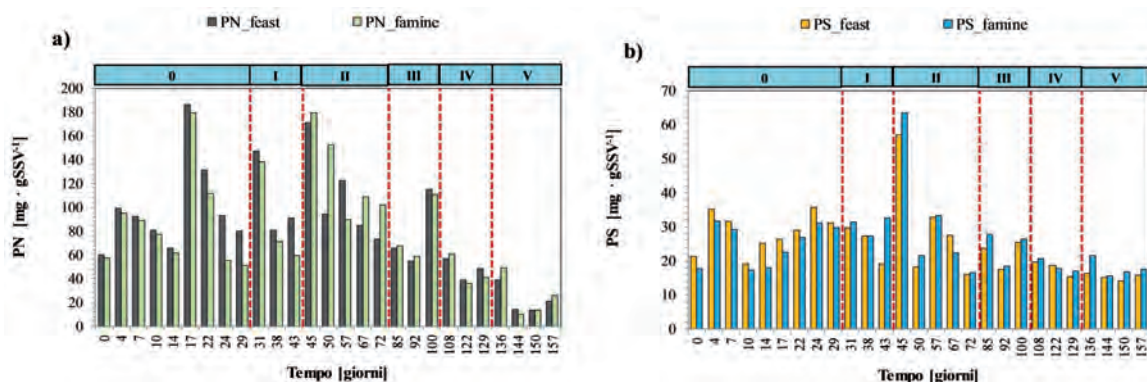 PN_feast PN_famine
a)
0 I II III IV V
200
180
160
140
120
100
80
60
40
20
0
PN [mg · gSSV-1]
0 4 7 10 14 17 22 24 29 31 38 43 45 50 57 67 72 85 92 100 108 122 129 136 144 150 157
Tempo [giorni]
PS_feast PS_famine
b)
0 I II III IV V
70
60
50
40
30
20
10
0
PS [mg · gSSV-1]
0 4 7 10 14 17 22 24 29 31 38 43 45 50 57 67 72 85 92 100 108 122 129 136 144 150 157
Tempo [giorni]